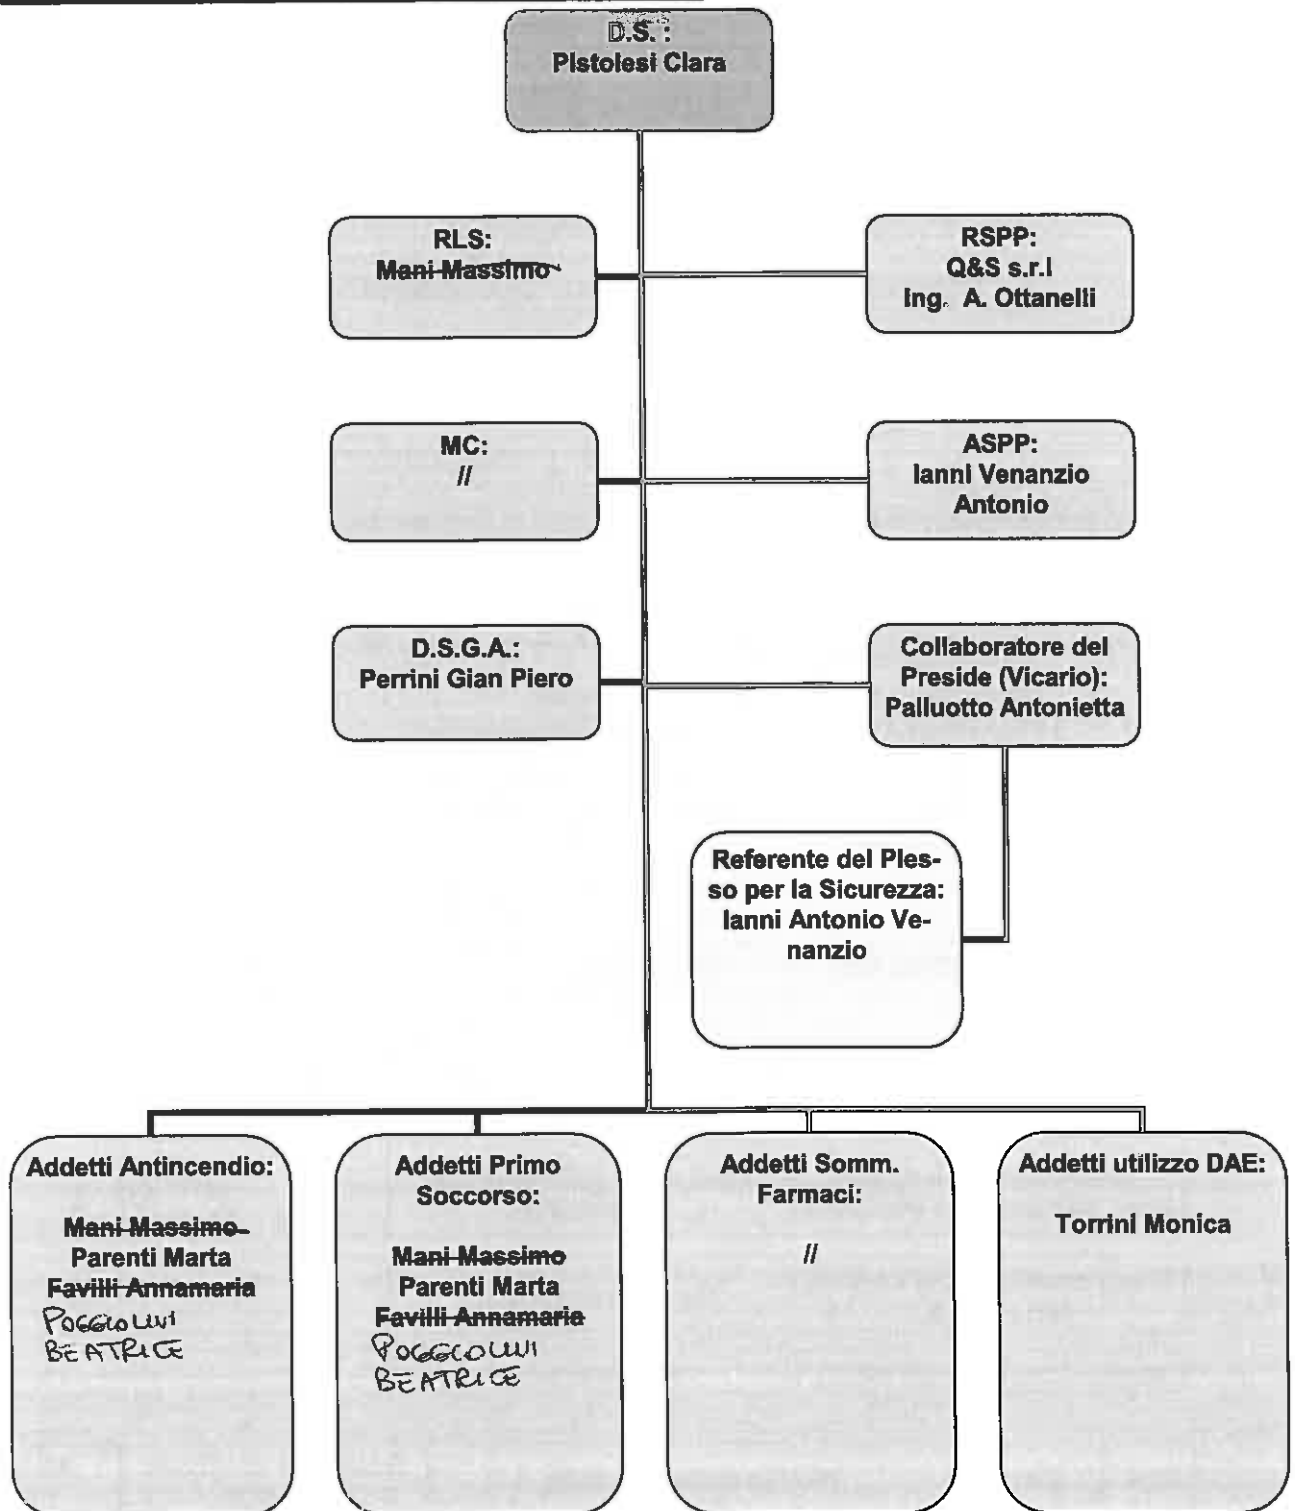 D.S. :
Pistolesi Clara
RLS:
Mani Massimo
RSPP:
Q&S s.r.l
Ing. A. Ottanelli
MC:
//
ASPP:
Ianni Venanzio
Antonio
D.S.G.A.:
Perrini Gian Piero
Collaboratore del
Preside (Vicario):
Palluotto Antonietta
Referente del Ples-
so per la Sicurezza:
Ianni Antonio Ve-
nanzio
Addetti Antincendio:
Mani Massimo
Parenti Marta
Favilli Annamaria
POGGIOLINI
BEATRICE
Addetti Primo
Soccorso:
Mani Massimo
Parenti Marta
Favilli Annamaria
POGGIOLINI
BEATRICE
Addetti Somm.
Farmaci:
//
Addetti utilizzo DAE:
Torrini Monica